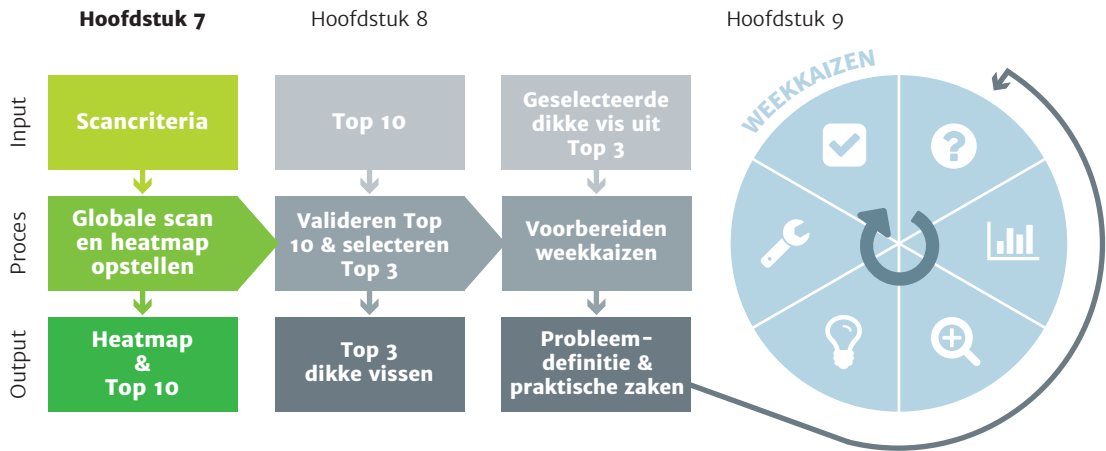 Hoofdstuk 7
Hoofdstuk 8
Hoofdstuk 9
Input
Scancriteria
Top 10
Geselecteerde
dikke vis uit
Top 3
Proces
Globale scan
en heatmap
opstellen
Valideren Top
10 & selecteren
Top 3
Voorbereiden
weekkaizen
Output
Heatmap
&
Top 10
Top 3
dikke vissen
Probleem-
definitie &
praktische zaken
WEEKKAIZEN